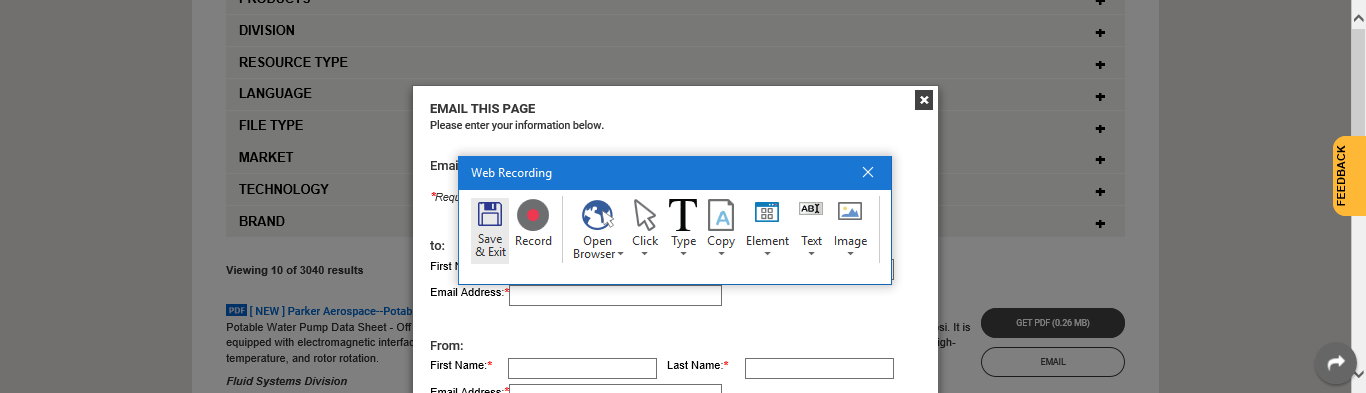 PRODUCTS
DIVISION
RESOURCE TYPE
LANGUAGE
FILE TYPE
MARKET
TECHNOLOGY
BRAND
Viewing 10 of 3040 results
PDF [ NEW ] Parker Aerospace--Potab
Potable Water Pump Data Sheet - Off
si. It is
equipped with electromagnetic interfac
igh-
temperature, and rotor rotation.
Fluid Systems Division
GET PDF (0.26 MB)
EMAIL
FEEDBACK
EMAIL THIS PAGE
Please enter your information below.
Emai
*Requ
to:
First N
Email Address:*
From:
First Name:*
Last Name:*
Email Address:*
Web Recording
Save & Exit
Record
Open Browser
Click
Type
Copy
Element
Text
Image